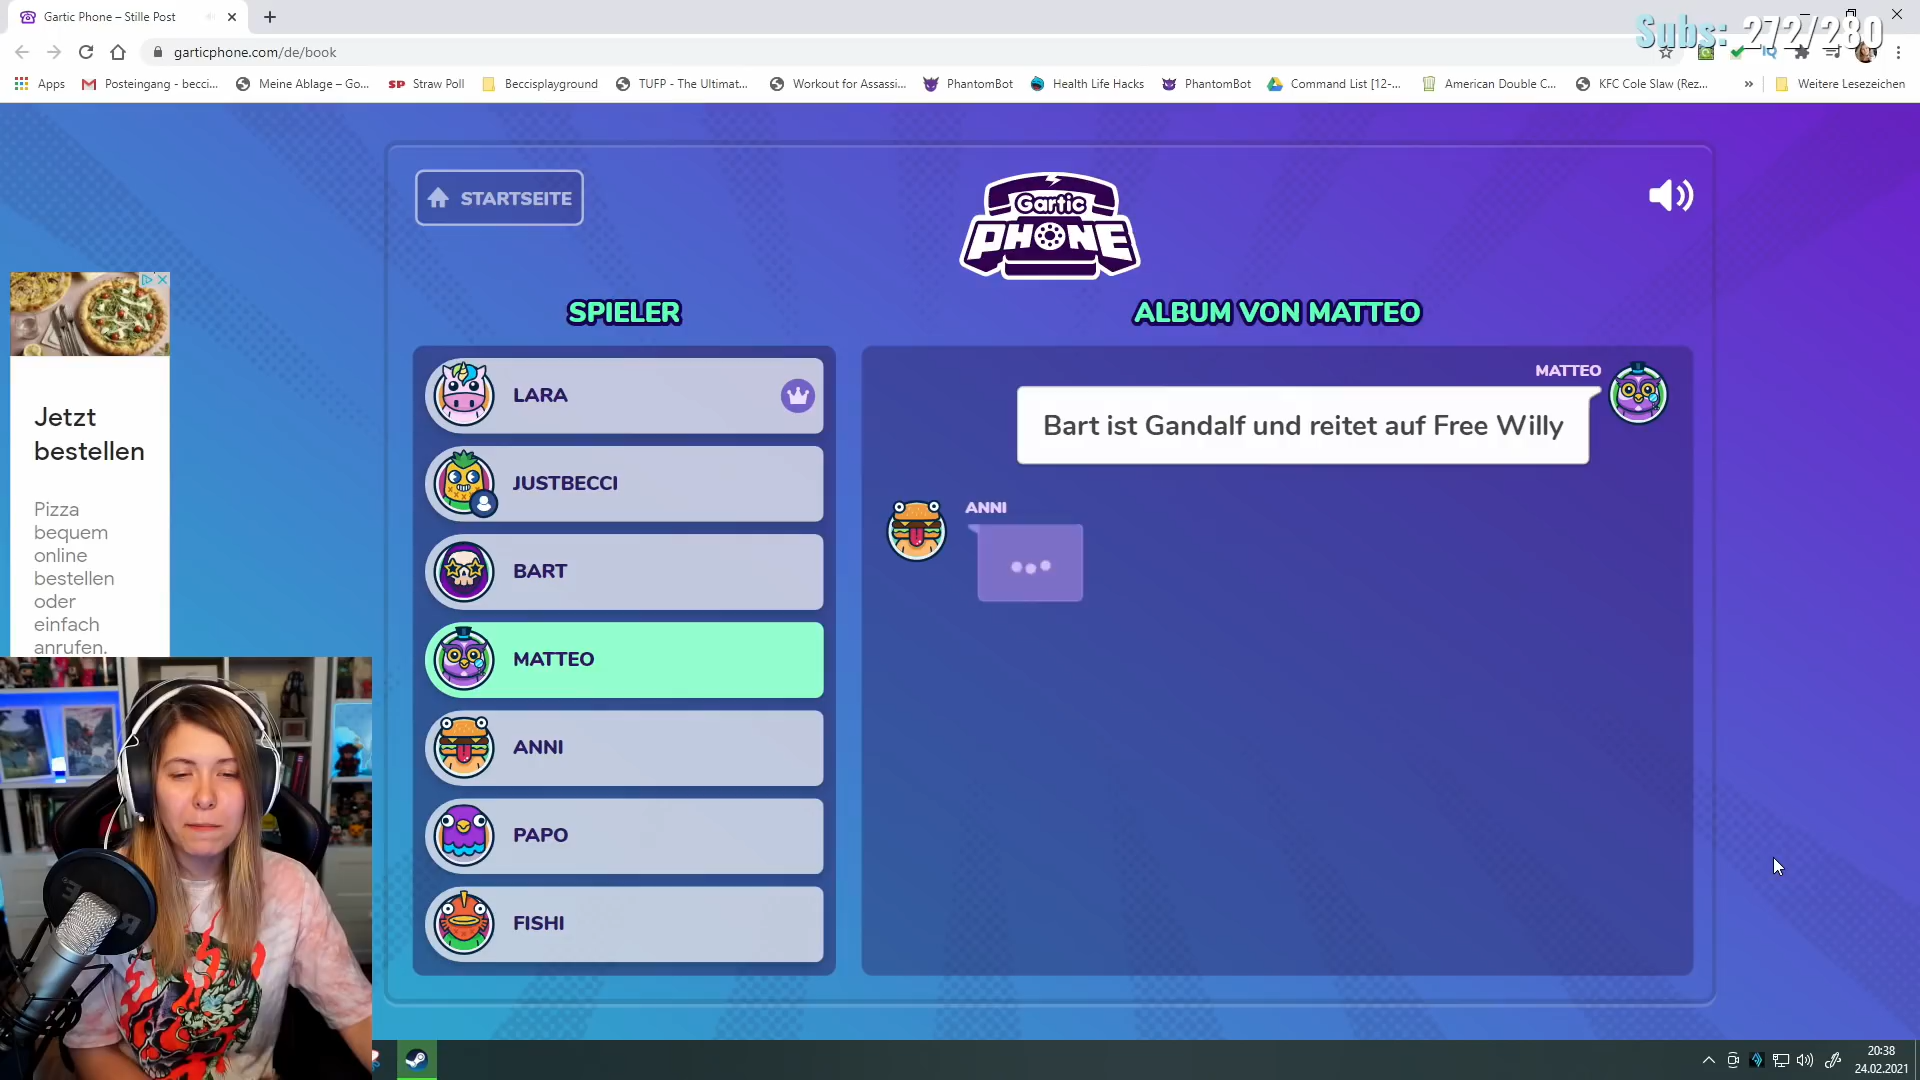 Gartic Phone – Stille Post
Subs: 272/280
garticphone.com/de/book
Apps
Posteingang – becci...
Meine Ablage – Go...
SP Straw Poll
Beccisplayground
TUFP - The Ultimat...
Workout for Assassi...
PhantomBot
Health Life Hacks
PhantomBot
Command List [12-...
American Double C...
KFC Cole Slaw (Rez...
»
Weitere Lesezeichen
STARTSEITE
Gartic
PHONE
SPIELER
ALBUM VON MATTEO
LARA
JUSTBECCI
BART
MATTEO
ANNI
PAPO
FISHI
MATTEO
Bart ist Gandalf und reitet auf Free Willy
ANNI
Jetzt
bestellen
Pizza
bequem
online
bestellen
oder
einfach
anrufen.
20:38
24.02.2021